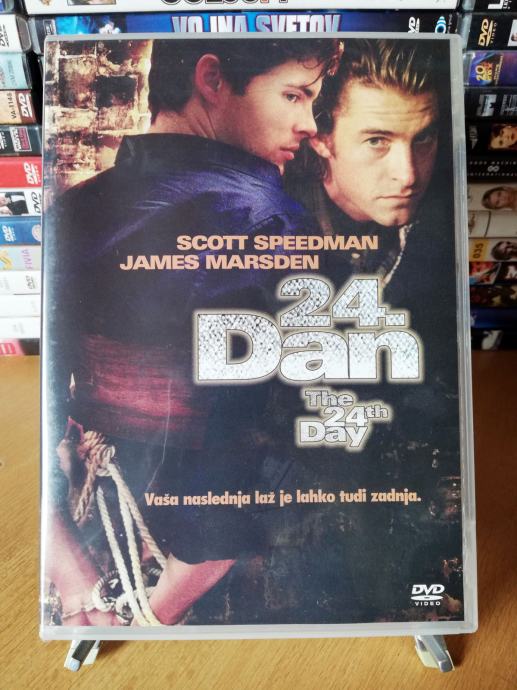 VOJNA SVETOV
SCOTT SPEEDMAN
JAMES MARSDEN
24.
Dan
The
24th
Day
Vaša naslednja laž je lahko tudi zadnja.
DVD
VIDEO